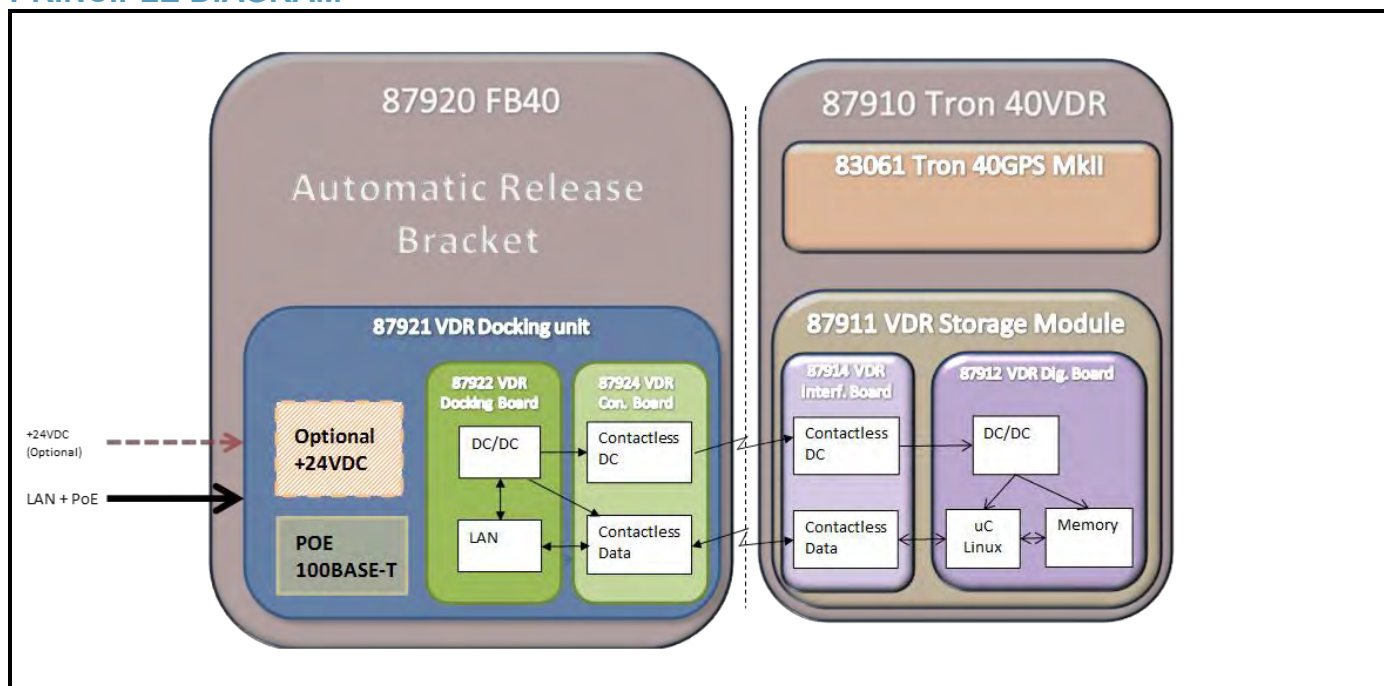 PRINCIPLE DIAGRAM
87920 FB40
Automatic Release
Bracket
87921 VDR Docking unit
87922 VDR
Docking Board
87924 VDR
Con. Board
Optional
+24VDC
POE
100BASE-T
DC/DC
LAN
Contactless
DC
Contactless
Data
+24VDC
(Optional)
LAN + PoE
87910 Tron 40VDR
83061 Tron 40GPS MkII
87911 VDR Storage Module
87914 VDR
Interf. Board
87912 VDR Dig. Board
Contactless
DC
Contactless
Data
DC/DC
uC
Linux
Memory